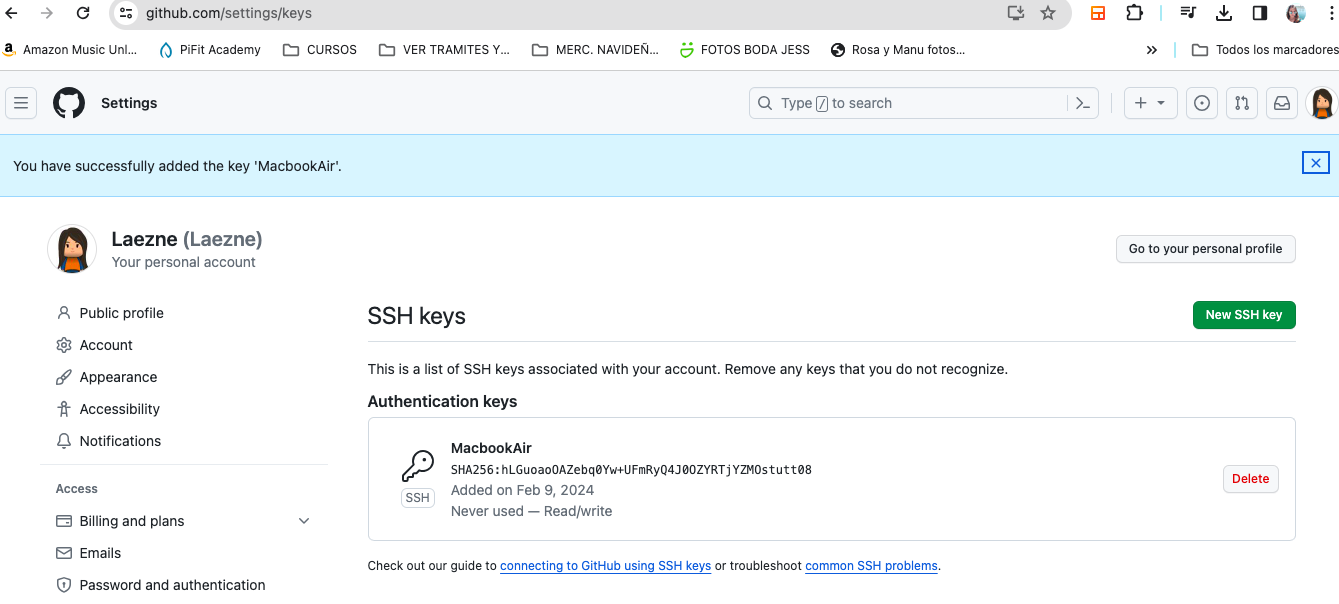 github.com/settings/keys
Amazon Music Unl... PiFit Academy CURSOS VER TRAMITES Y... MERC. NAVIDEÑ... FOTOS BODA JESS Rosa y Manu fotos... » Todos los marcadores
Settings
Type / to search
You have successfully added the key 'MacbookAir'.
Laezne (Laezne)
Your personal account
Go to your personal profile
Public profile
Account
Appearance
Accessibility
Notifications
Access
Billing and plans
Emails
Password and authentication
SSH keys
New SSH key
This is a list of SSH keys associated with your account. Remove any keys that you do not recognize.
Authentication keys
MacbookAir
SHA256:hLGuoaoOAZebq0Yw+UFmRyQ4J0OZYRTjYZMOstutt08
Added on Feb 9, 2024
Never used — Read/write
SSH
Delete
Check out our guide to connecting to GitHub using SSH keys or troubleshoot common SSH problems.